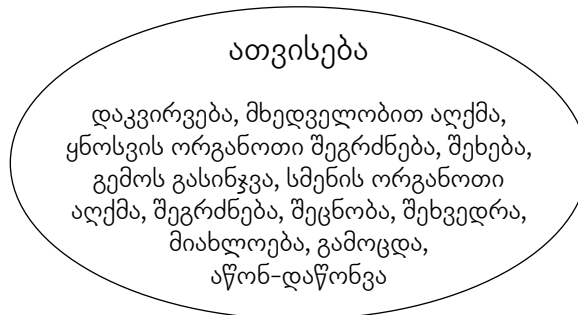 ათვისება
დაკვირვება, მხედველობით აღქმა,
ყნოსვის ორგანოთი შეგრძნება, შეხება,
გემოს გასინჯვა, სმენის ორგანოთი
აღქმა, შეგრძნება, შეცნობა, შეხვედრა,
მიახლოება, გამოცდა,
აწონ-დაწონვა